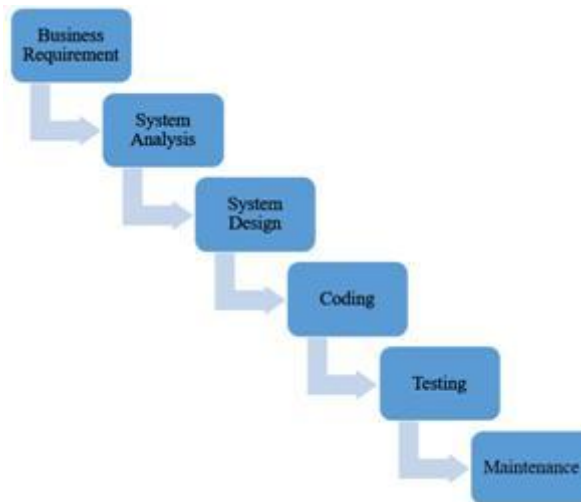 Business
Requirement
System
Analysis
System
Design
Coding
Testing
Maintenance